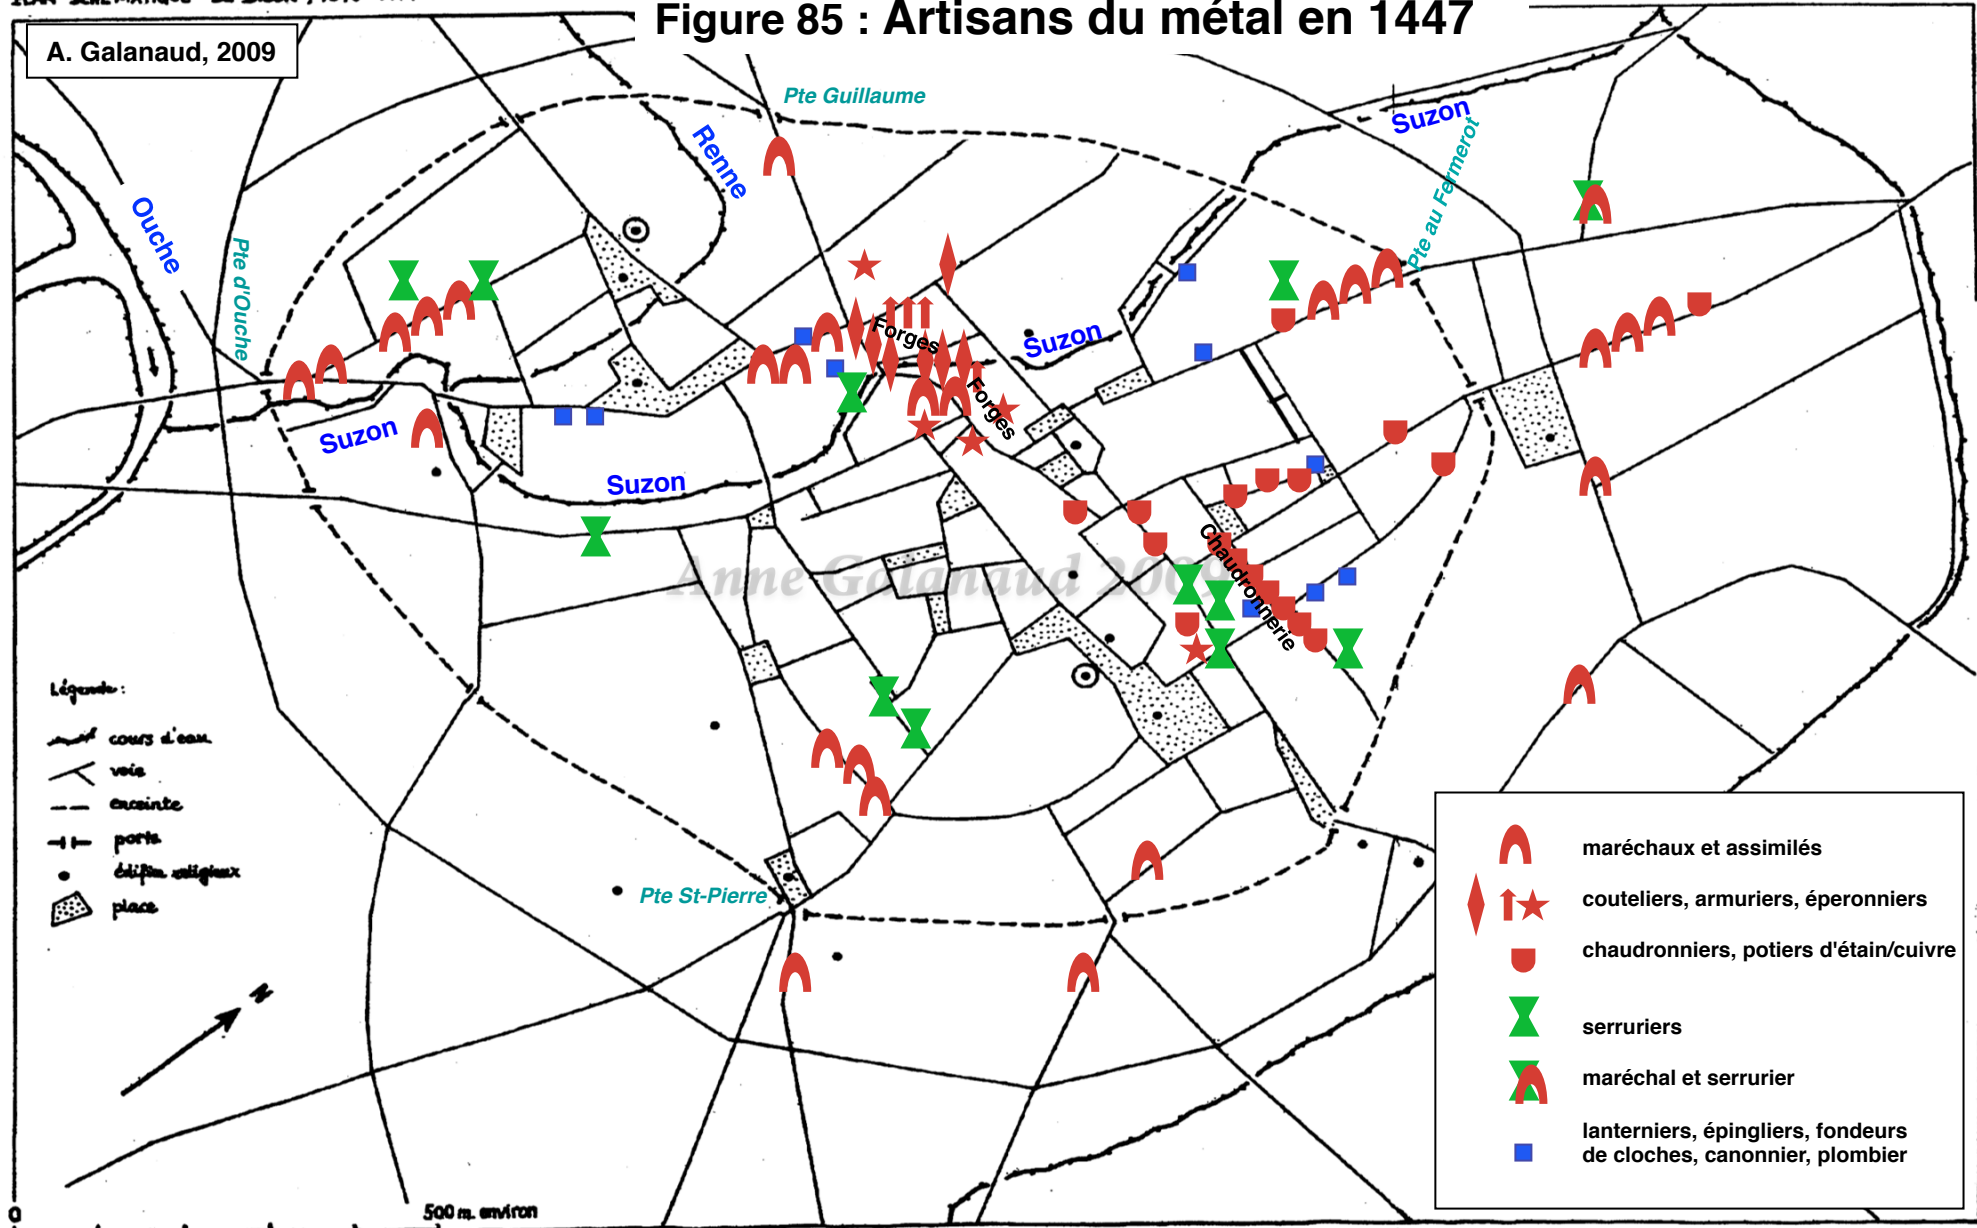 Figure 85 : Artisans du métal en 1447
A. Galanaud, 2009
Pte Guillaume
Suzon
Renne
Pte au Fermerot
Ouche
Pte d'Ouche
Forges
Suzon
Forges
Suzon
Suzon
Chaudronnerie
Anne Galanaud 2009
Légende :
cours d'eau
voie
enceinte
porte
édifice religieux
place
Pte St-Pierre
N
maréchaux et assimilés
couteliers, armuriers, éperonniers
chaudronniers, potiers d'étain/cuivre
serruriers
maréchal et serrurier
lanterniers, épingliers, fondeurs
de cloches, canonnier, plombier
0
500 m. environ